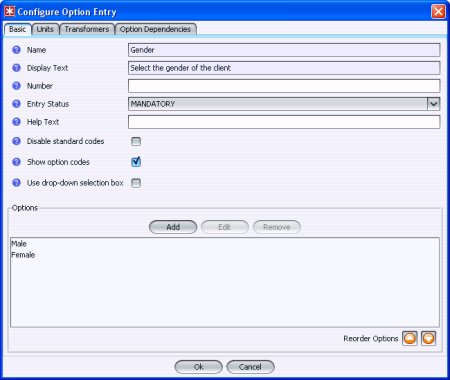 Configure Option Entry
Basic Units Transformers Option Dependencies
Name Gender
Display Text Select the gender of the client
Number
Entry Status MANDATORY
Help Text
Disable standard codes
Show option codes
Use drop-down selection box
Options
Add Edit Remove
Male
Female
Reorder Options
Ok Cancel